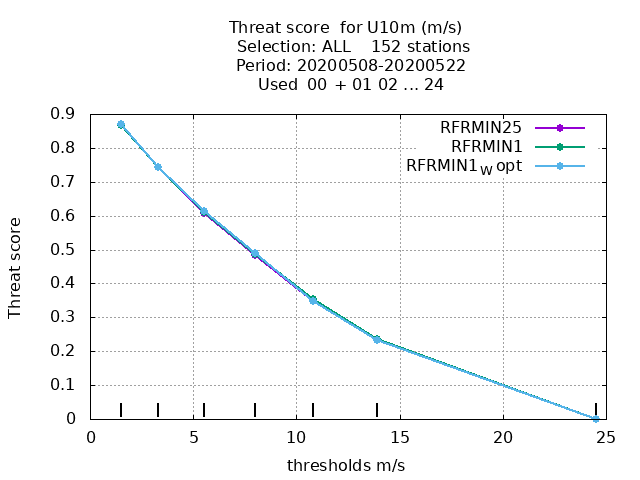 Threat score for U10m (m/s)
Selection: ALL 152 stations
Period: 20200508-20200522
Used 00 + 01 02 ... 24
RFRMIN25
RFRMIN1
RFRMIN1W opt
0.9
0.8
0.7
0.6
0.5
0.4
0.3
0.2
0.1
0
Threat score
0 5 10 15 20 25
thresholds m/s